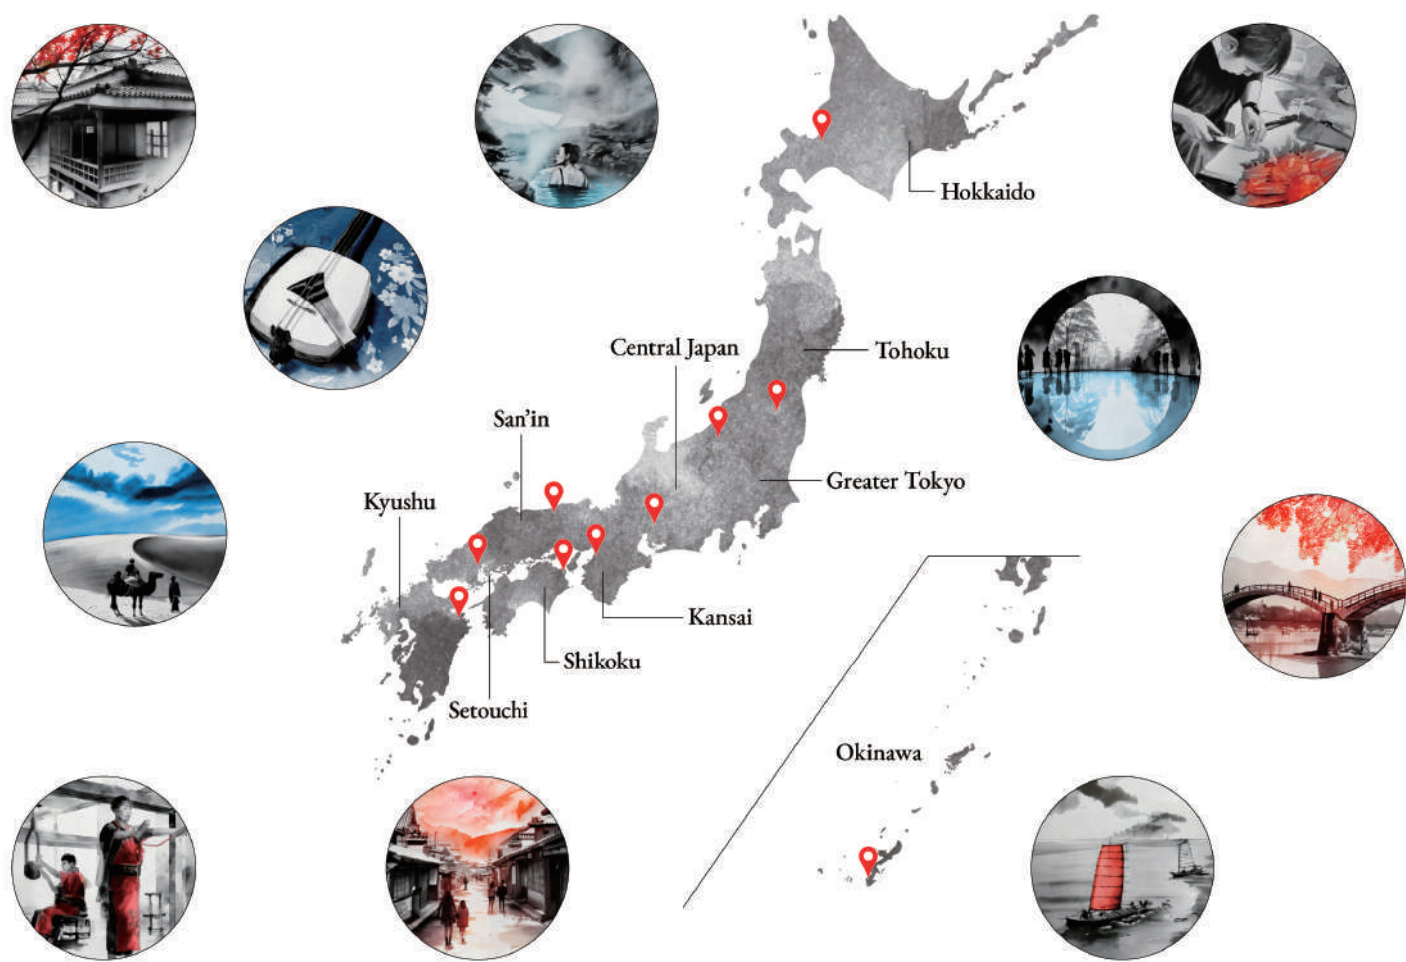 Hokkaido
Central Japan
Tohoku
San'in
Greater Tokyo
Kyushu
Kansai
Shikoku
Setouchi
Okinawa